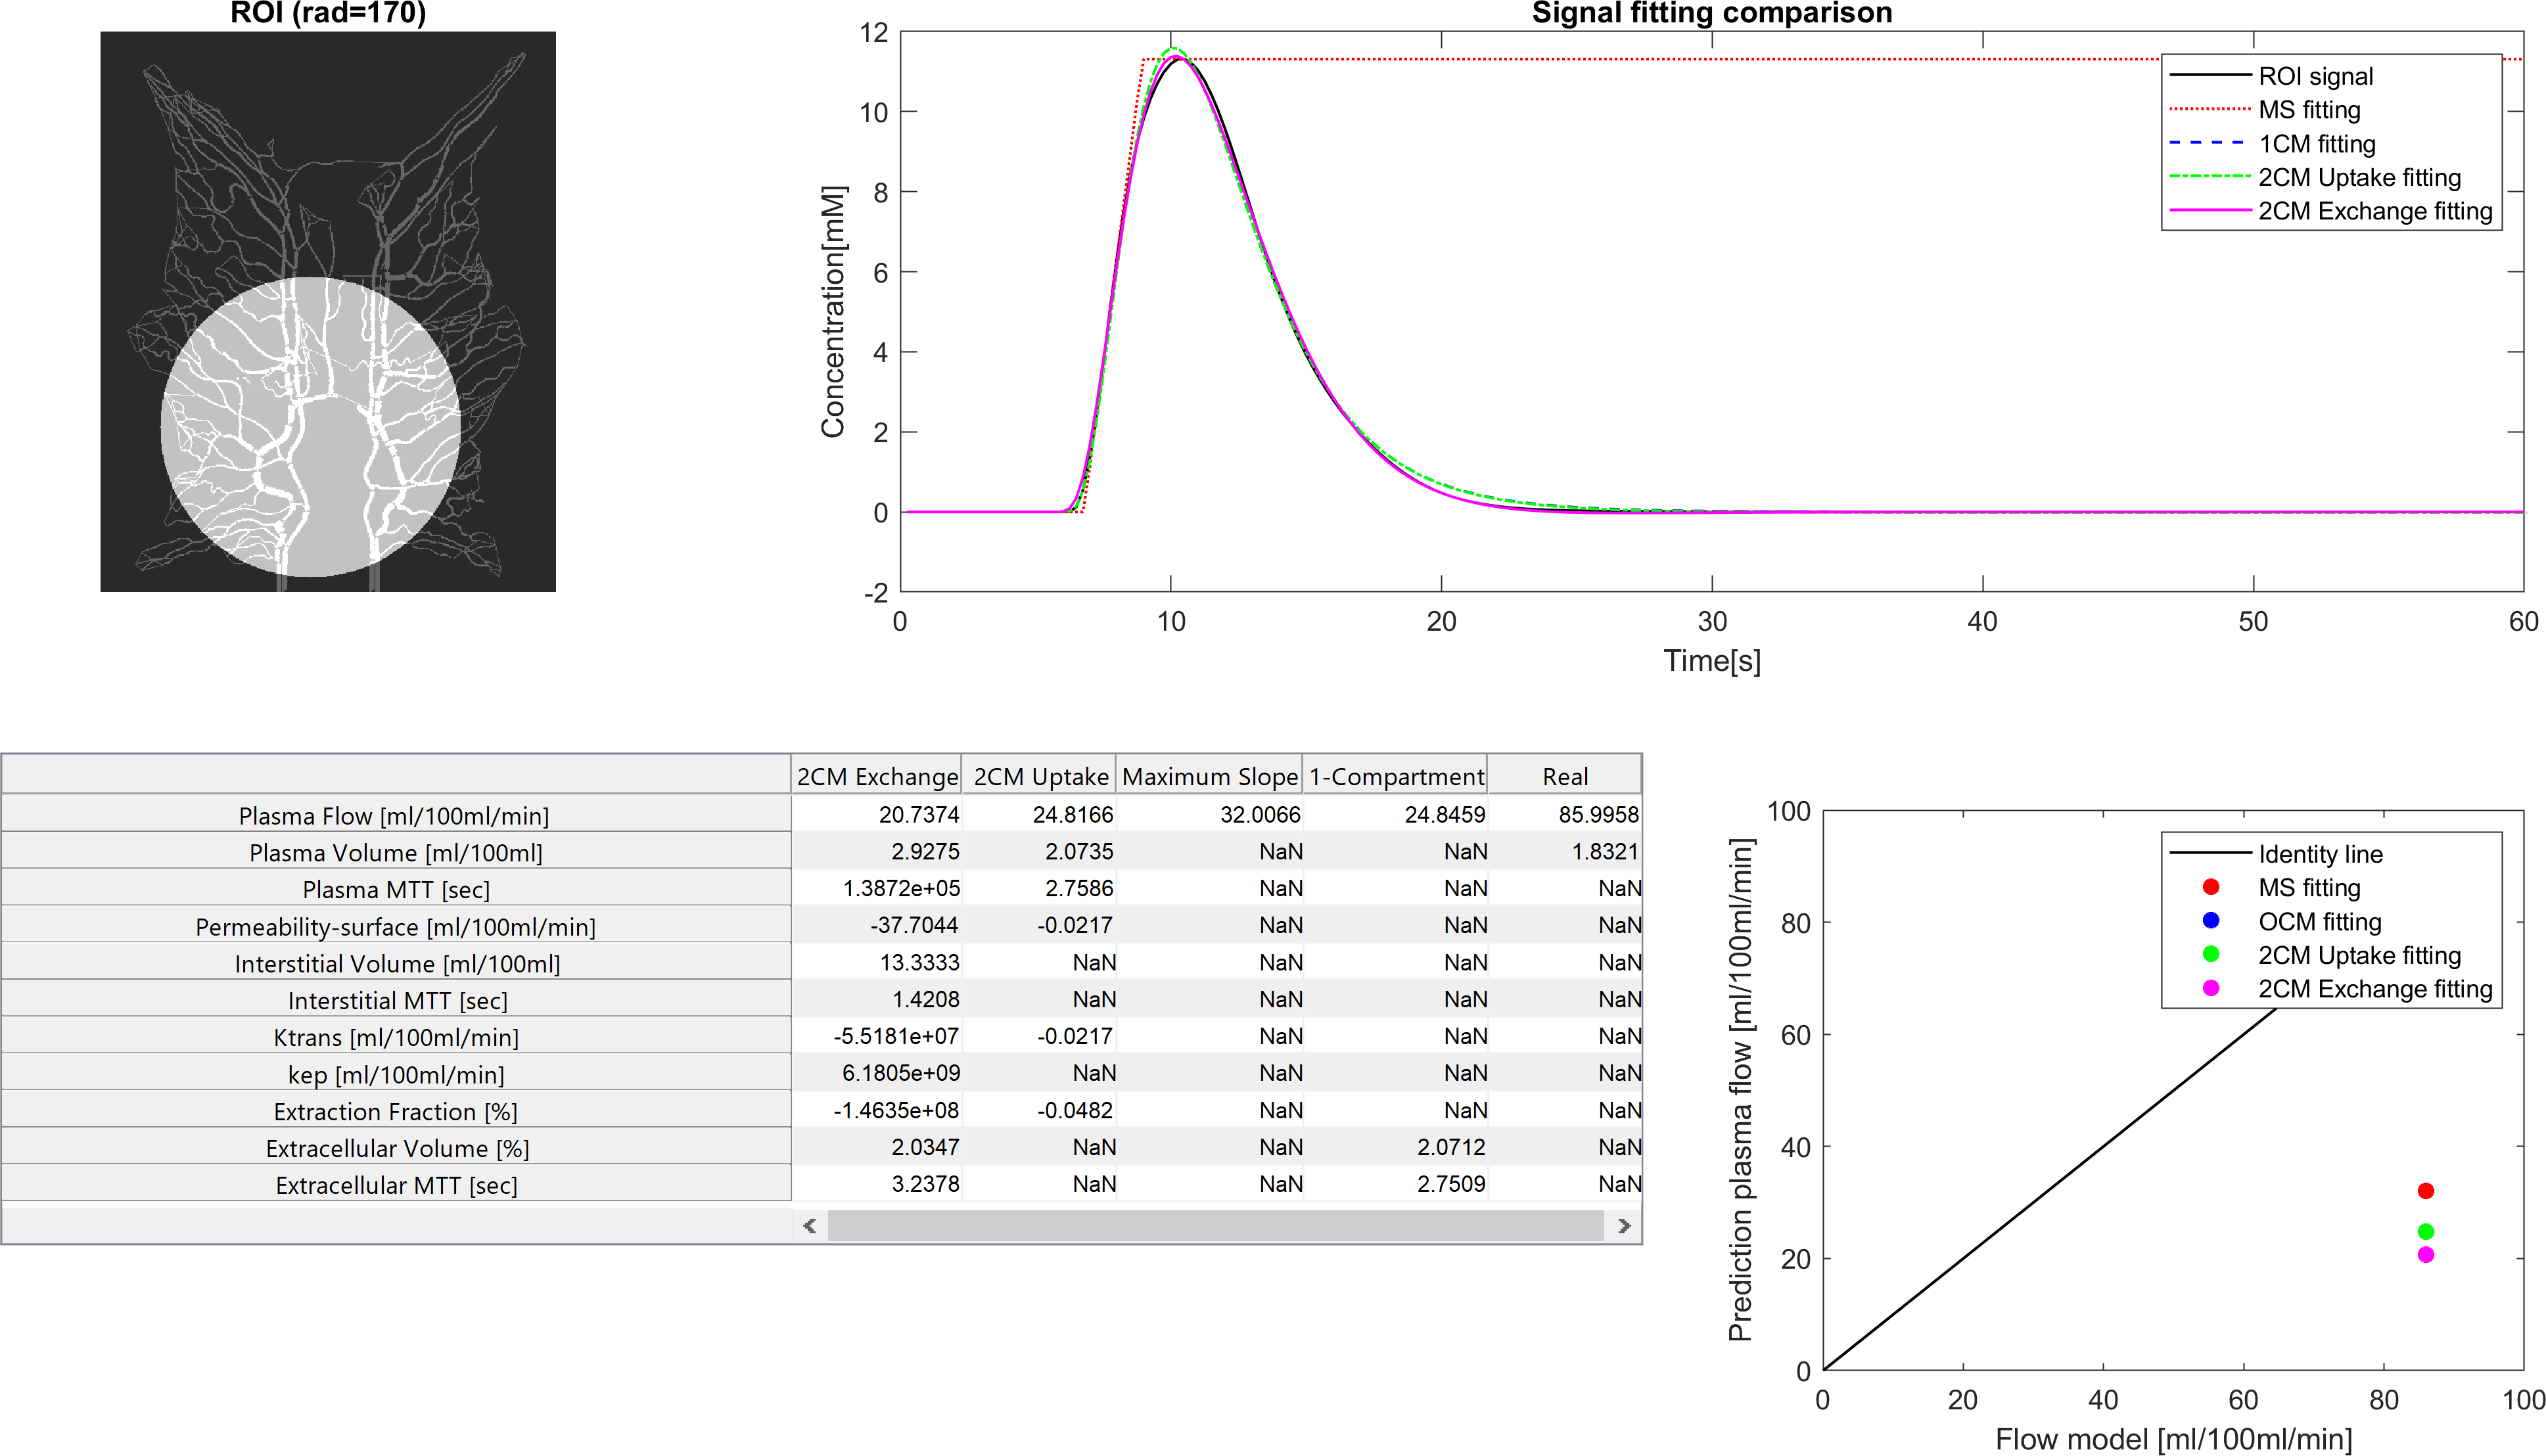 ROI (rad=170)
Signal fitting comparison
12
10
8
6
4
2
0
-2
Concentration[mM]
0 10 20 30 40 50 60
Time[s]
ROI signal
MS fitting
1CM fitting
2CM Uptake fitting
2CM Exchange fitting
2CM Exchange 2CM Uptake Maximum Slope 1-Compartment Real
Plasma Flow [ml/100ml/min] 20.7374 24.8166 32.0066 24.8459 85.9958
Plasma Volume [ml/100ml] 2.9275 2.0735 NaN NaN 1.8321
Plasma MTT [sec] 1.3872e+05 2.7586 NaN NaN NaN
Permeability-surface [ml/100ml/min] -37.7044 -0.0217 NaN NaN NaN
Interstitial Volume [ml/100ml] 13.3333 NaN NaN NaN NaN
Interstitial MTT [sec] 1.4208 NaN NaN NaN NaN
Ktrans [ml/100ml/min] -5.5181e+07 -0.0217 NaN NaN NaN
kep [ml/100ml/min] 6.1805e+09 NaN NaN NaN NaN
Extraction Fraction [%] -1.4635e+08 -0.0482 NaN NaN NaN
Extracellular Volume [%] 2.0347 NaN NaN 2.0712 NaN
Extracellular MTT [sec] 3.2378 NaN NaN 2.7509 NaN
100
80
60
40
20
0
Prediction plasma flow [ml/100ml/min]
0 20 40 60 80 100
Flow model [ml/100ml/min]
Identity line
MS fitting
OCM fitting
2CM Uptake fitting
2CM Exchange fitting